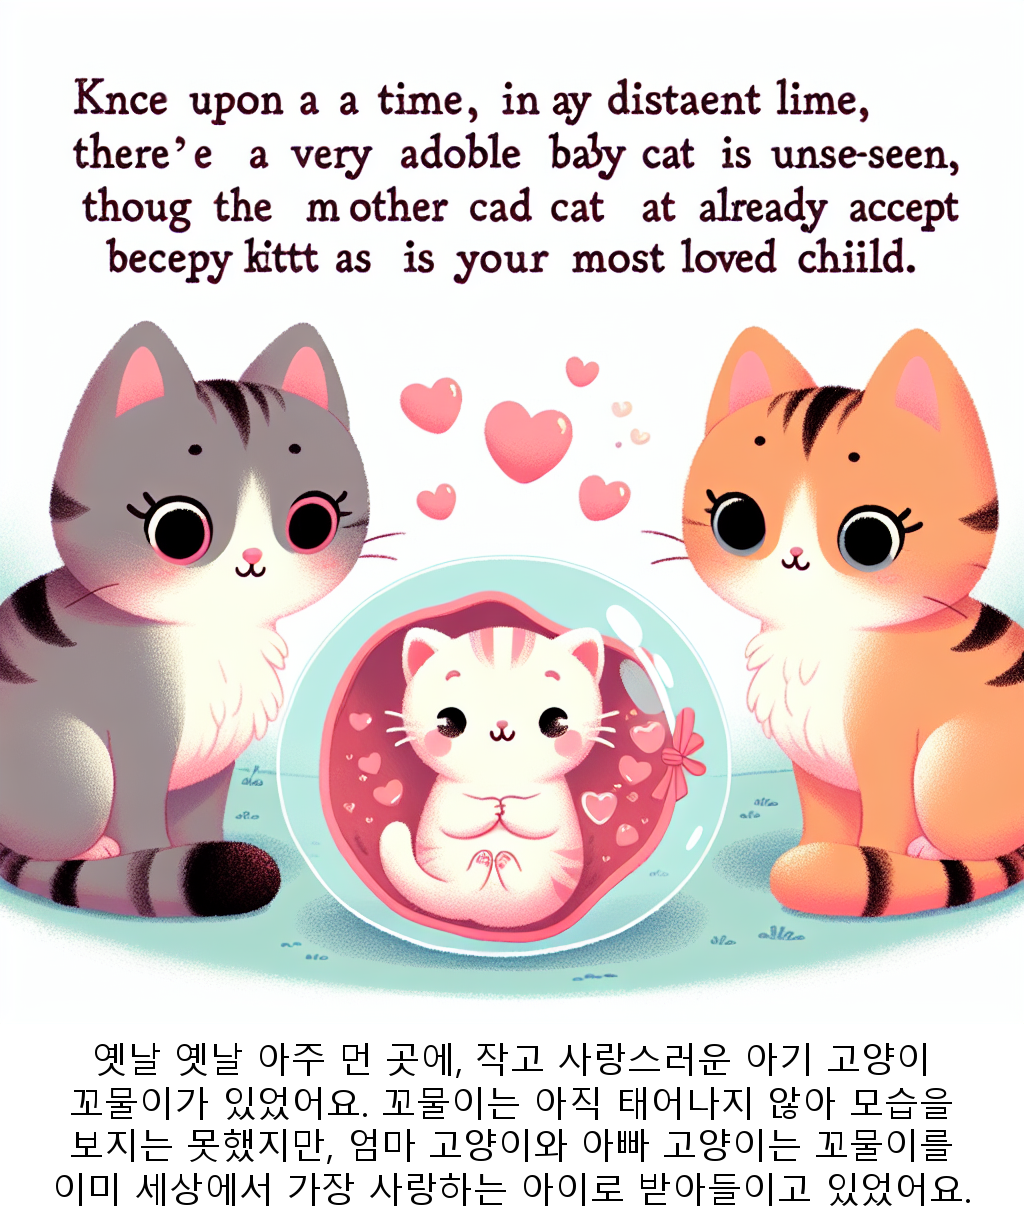 Knce upon a a time, in ay distaent lime,
there'e a very adoble baby cat is unse-seen,
thoug the mother cad cat at already accept
becepy kittt as is your most loved chiild.
옛날 옛날 아주 먼 곳에, 작고 사랑스러운 아기 고양이
꼬물이가 있었어요. 꼬물이는 아직 태어나지 않아 모습을
보지는 못했지만, 엄마 고양이와 아빠 고양이는 꼬물이를
이미 세상에서 가장 사랑하는 아이로 받아들이고 있었어요.